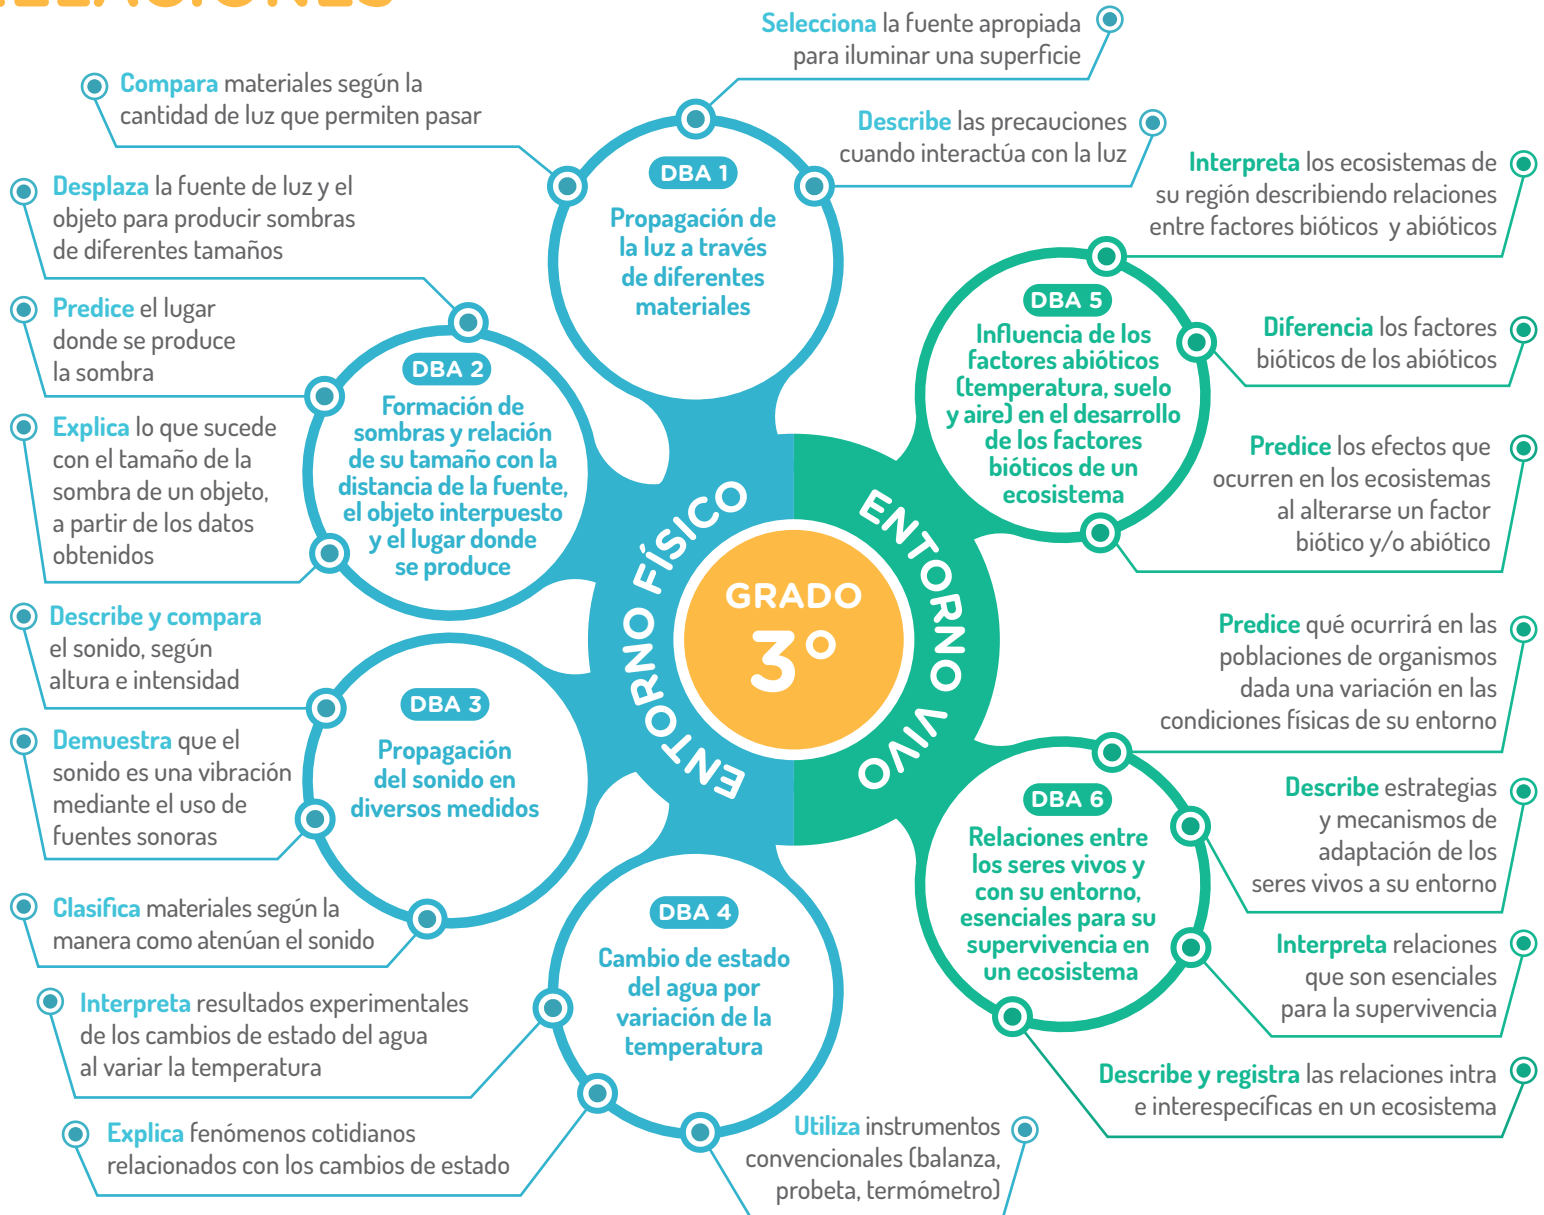 Selecciona la fuente apropiada
para iluminar una superficie
Compara materiales según la
cantidad de luz que permiten pasar
Describe las precauciones
cuando interactúa con la luz
DBA 1
Propagación de
la luz a través
de diferentes
materiales
Desplaza la fuente de luz y el
objeto para producir sombras
de diferentes tamaños
Predice el lugar
donde se produce
la sombra
Explica lo que sucede
con el tamaño de la
sombra de un objeto,
a partir de los datos
obtenidos
DBA 2
Formación de
sombras y relación
de su tamaño con la
distancia de la fuente,
el objeto interpuesto
y el lugar donde
se produce
Describe y compara
el sonido, según
altura e intensidad
Demuestra que el
sonido es una vibración
mediante el uso de
fuentes sonoras
Clasifica materiales según la
manera como atenúan el sonido
DBA 3
Propagación
del sonido en
diversos medidos
Interpreta resultados experimentales
de los cambios de estado del agua
al variar la temperatura
Explica fenómenos cotidianos
relacionados con los cambios de estado
Utiliza instrumentos
convencionales (balanza,
probeta, termómetro)
DBA 4
Cambio de estado
del agua por
variación de la
temperatura
ENTORNO FÍSICO
GRADO
3°
ENTORNO VIVO
Interpreta los ecosistemas de
su región describiendo relaciones
entre factores bióticos y abióticos
Diferencia los factores
bióticos de los abióticos
Predice los efectos que
ocurren en los ecosistemas
al alterarse un factor
biótico y/o abiótico
DBA 5
Influencia de los
factores abióticos
(temperatura, suelo
y aire) en el desarrollo
de los factores
bióticos de un
ecosistema
Predice qué ocurrirá en las
poblaciones de organismos
dada una variación en las
condiciones físicas de su entorno
Describe estrategias
y mecanismos de
adaptación de los
seres vivos a su entorno
Interpreta relaciones
que son esenciales
para la supervivencia
Describe y registra las relaciones intra
e interespecíficas en un ecosistema
DBA 6
Relaciones entre
los seres vivos y
con su entorno,
esenciales para su
supervivencia en
un ecosistema